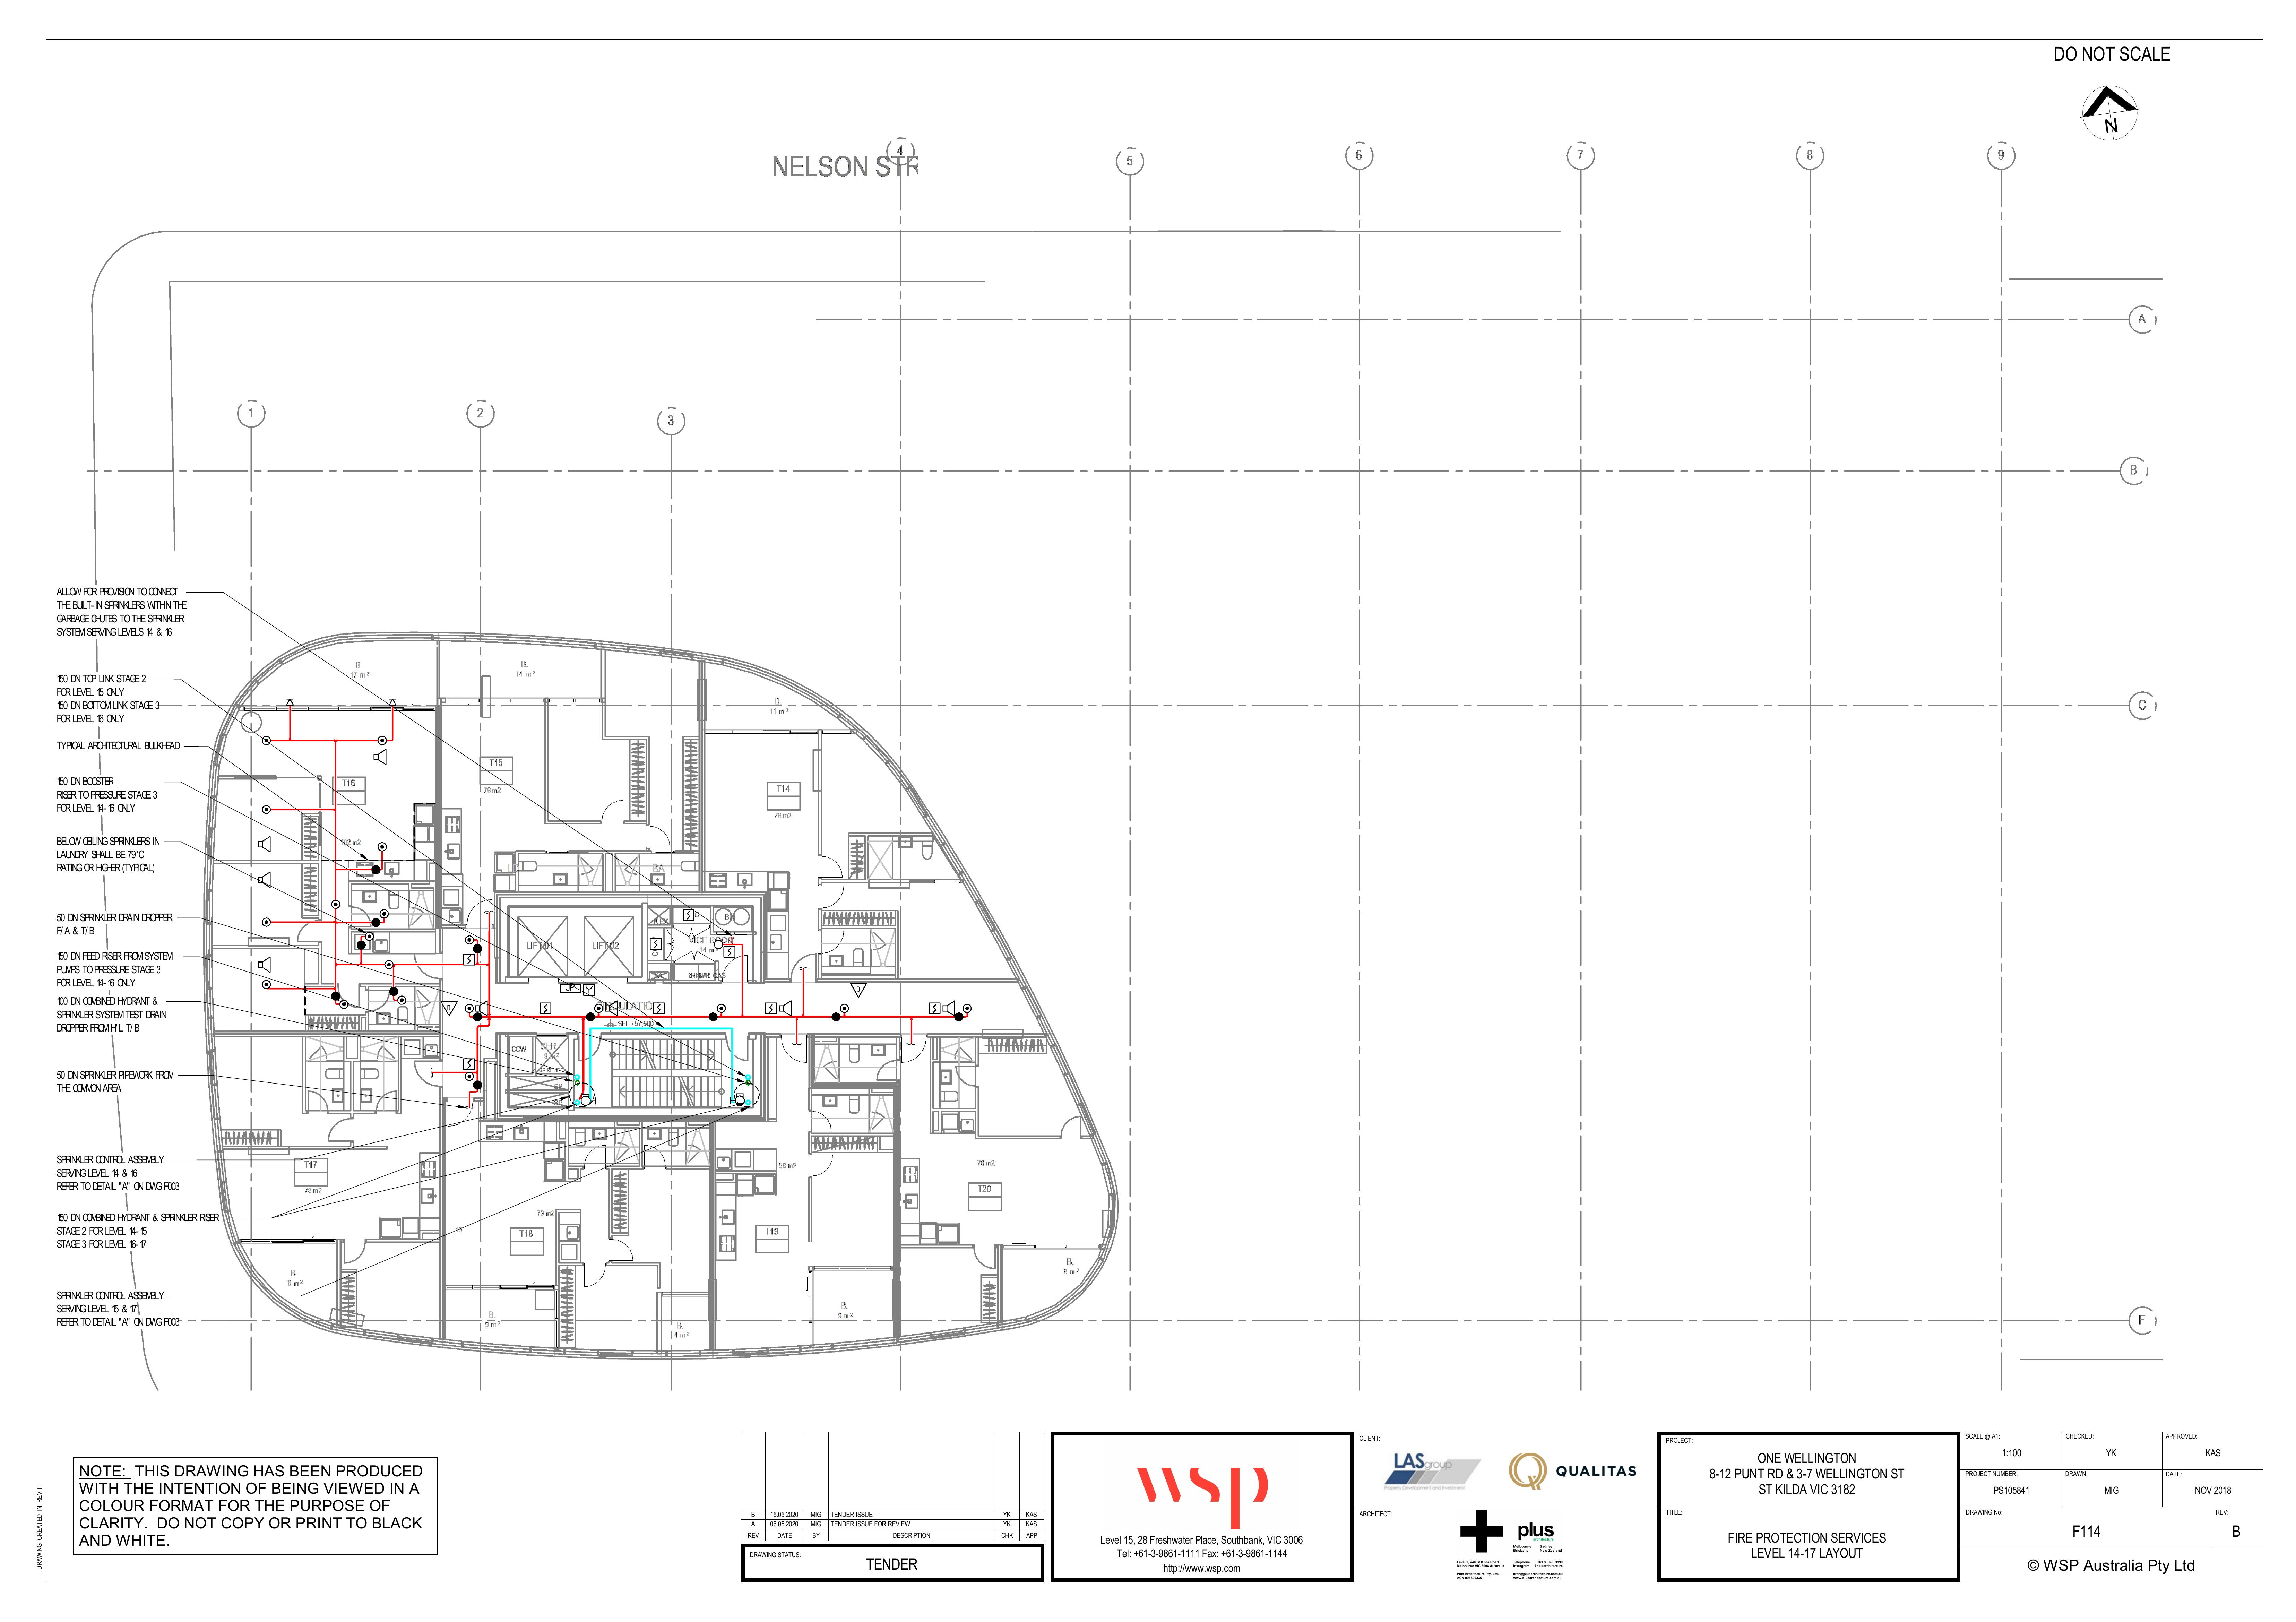 DO NOT SCALE
N
NELSON STR
4
5
6
7
8
9
A
1
2
3
B
ALLOW FOR PROVISION TO CONNECT
THE BUILT-IN SPRINKLERS WITHIN THE
GARBAGE CHUTES TO THE SPRINKLER
SYSTEM SERVING LEVELS 14 & 16
150 DN TOP LINK STAGE 2
FOR LEVEL 15 ONLY
150 DN BOTTOM LINK STAGE 3
FOR LEVEL 16 ONLY
C
TYPICAL ARCHITECTURAL BULKHEAD
150 DN BOOSTER
RISER TO PRESSURE STAGE 3
FOR LEVEL 14-16 ONLY
BELOW CEILING SPRINKLERS IN
LAUNDRY SHALL BE 79°C
RATING OR HIGHER (TYPICAL)
50 DN SPRINKLER DRAIN DROPPER
F/A & T/B
150 DN FEED RISER FROM SYSTEM
PUMPS TO PRESSURE STAGE 3
FOR LEVEL 14-16 ONLY
100 DN COMBINED HYDRANT &
SPRINKLER SYSTEM TEST DRAIN
DROPPER FROM H/L T/B
50 DN SPRINKLER PIPEWORK FROM
THE COMMON AREA
SPRINKLER CONTROL ASSEMBLY
SERVING LEVEL 14 & 16
REFER TO DETAIL "A" ON DWG F003
150 DN COMBINED HYDRANT & SPRINKLER RISER
STAGE 2 FOR LEVEL 14-15
STAGE 3 FOR LEVEL 16-17
SPRINKLER CONTROL ASSEMBLY
SERVING LEVEL 15 & 17
REFER TO DETAIL "A" ON DWG F003
F
B.
17 m²
B.
14 m²
B.
11 m²
T16
102 m2
T15
79 m2
T14
78 m2
BA
LIFT 01
LIFT 02
BIN
14 m
JP
SFL +57,500
CCW
T17
78 m2
T18
73 m2
T19
58 m2
T20
76 m2
B.
8 m²
B.
9 m²
B.
4 m²
B.
9 m²
B.
8 m²
NOTE: THIS DRAWING HAS BEEN PRODUCED
WITH THE INTENTION OF BEING VIEWED IN A
COLOUR FORMAT FOR THE PURPOSE OF
CLARITY. DO NOT COPY OR PRINT TO BLACK
AND WHITE.
DRAWING CREATED IN REVIT.
B 15.05.2020 MIG TENDER ISSUE YK KAS
A 06.05.2020 MIG TENDER ISSUE FOR REVIEW YK KAS
REV DATE BY DESCRIPTION CHK APP
DRAWING STATUS:
TENDER
wsp
Level 15, 28 Freshwater Place, Southbank, VIC 3006
Tel: +61-3-9861-1111 Fax: +61-3-9861-1144
http://www.wsp.com
CLIENT:
LAS group
Property Development and Investment
QUALITAS
ARCHITECT:
plus
architecture
Melbourne Sydney
Brisbane New Zealand
PROJECT:
ONE WELLINGTON
8-12 PUNT RD & 3-7 WELLINGTON ST
ST KILDA VIC 3182
TITLE:
FIRE PROTECTION SERVICES
LEVEL 14-17 LAYOUT
SCALE @ A1:
1:100
CHECKED:
YK
APPROVED:
KAS
PROJECT NUMBER:
PS105841
DRAWN:
MIG
DATE:
NOV 2018
DRAWING No:
F114
REV:
B
© WSP Australia Pty Ltd